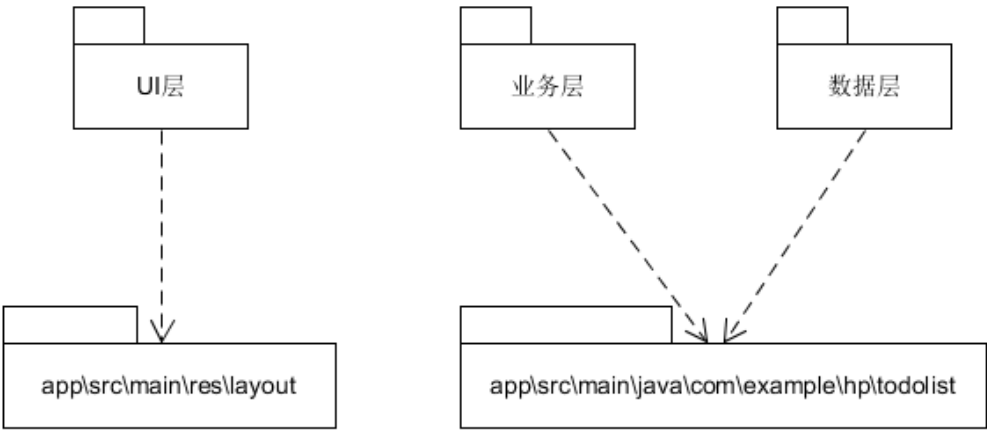 UI层
业务层
数据层
app\src\main\res\layout
app\src\main\java\com\example\hp\todolist